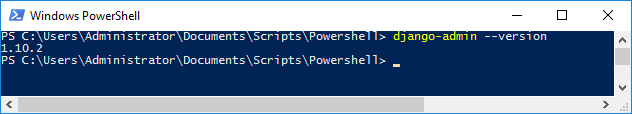 Windows PowerShell
PS C:\Users\Administrator\Documents\Scripts\Powershell> django-admin --version
1.10.2
PS C:\Users\Administrator\Documents\Scripts\Powershell>